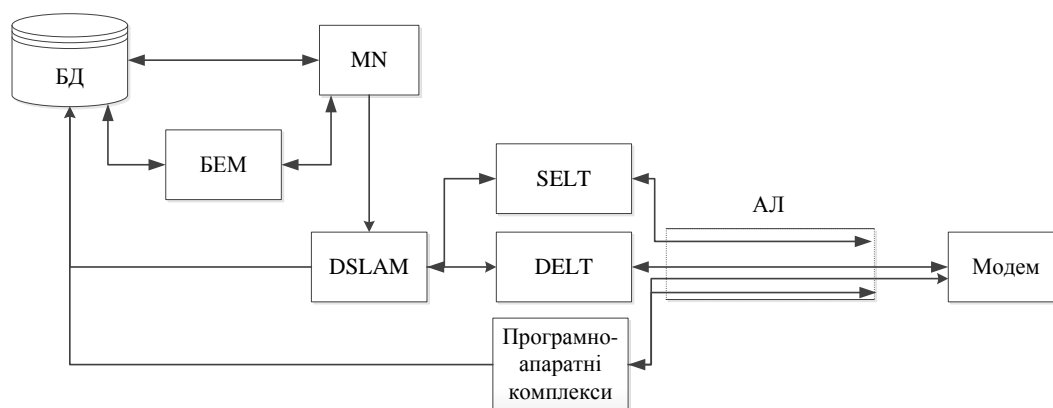 БД
MN
БЕМ
SELT
АЛ
DSLAM
DELT
Модем
Програмно-
апаратні
комплекси